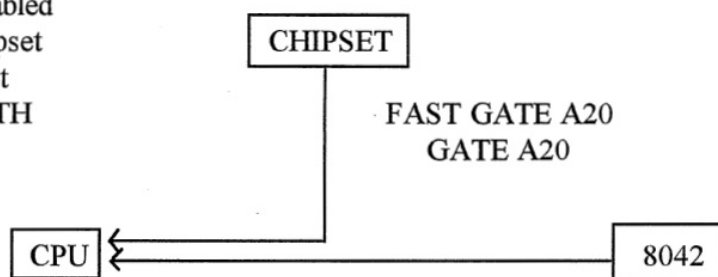 CHIPSET
FAST GATE A20
GATE A20
CPU
8042